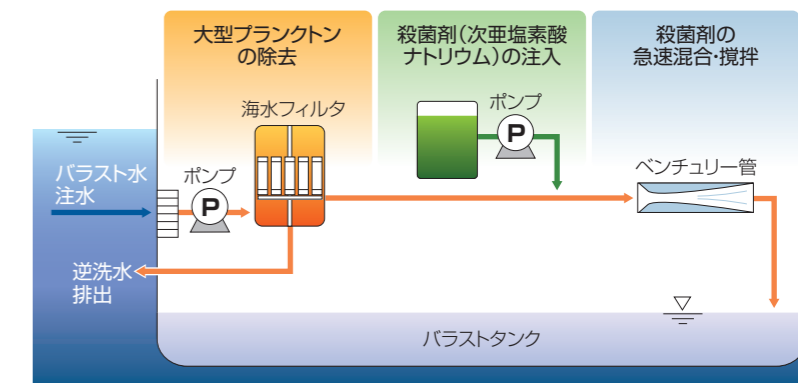 大型プランクトン
の除去
殺菌剤(次亜塩素酸
ナトリウム)の注入
殺菌剤の
急速混合・撹拌
海水フィルタ
ポンプ
P
ベンチュリー管
バラスト水
注水
ポンプ
P
逆洗水
排出
バラストタンク